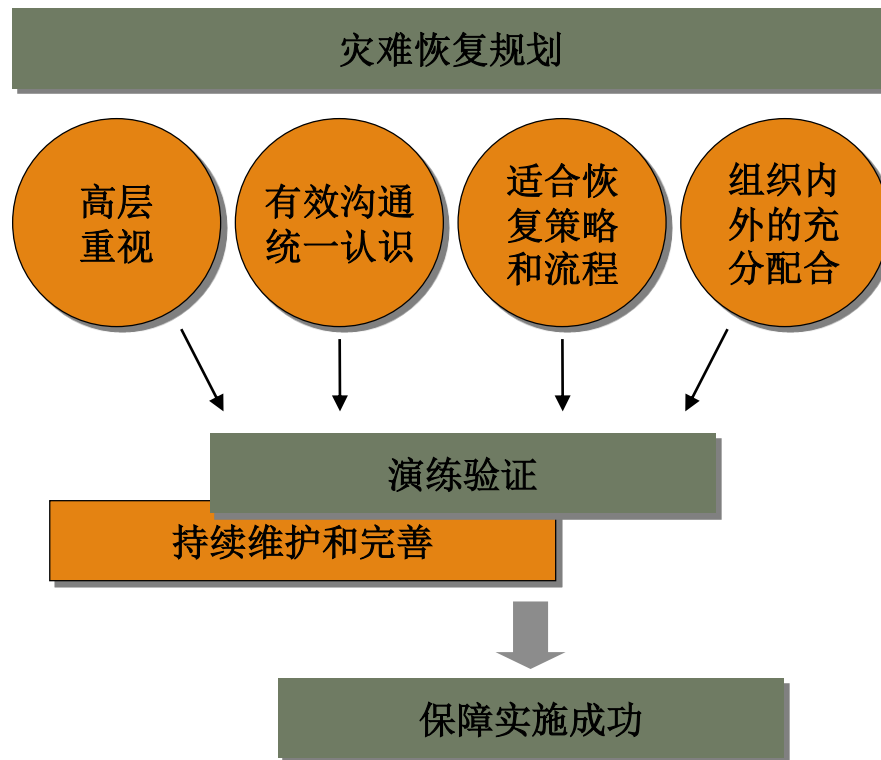 灾难恢复规划
高层
重视
有效沟通
统一认识
适合恢
复策略
和流程
组织内
外的充
分配合
演练验证
持续维护和完善
保障实施成功